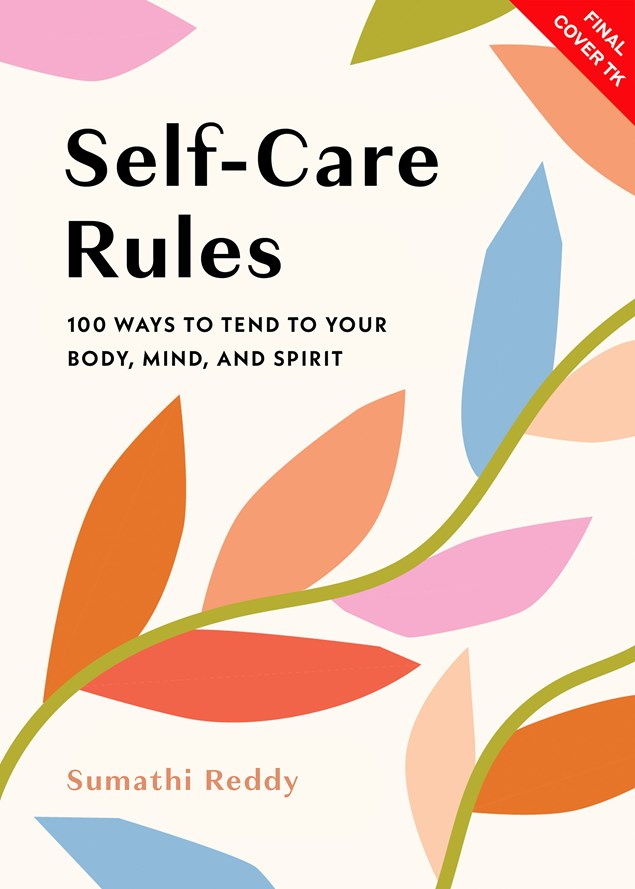 FINAL
COVER TK
Self-Care
Rules
100 WAYS TO TEND TO YOUR
BODY, MIND, AND SPIRIT
Sumathi Reddy